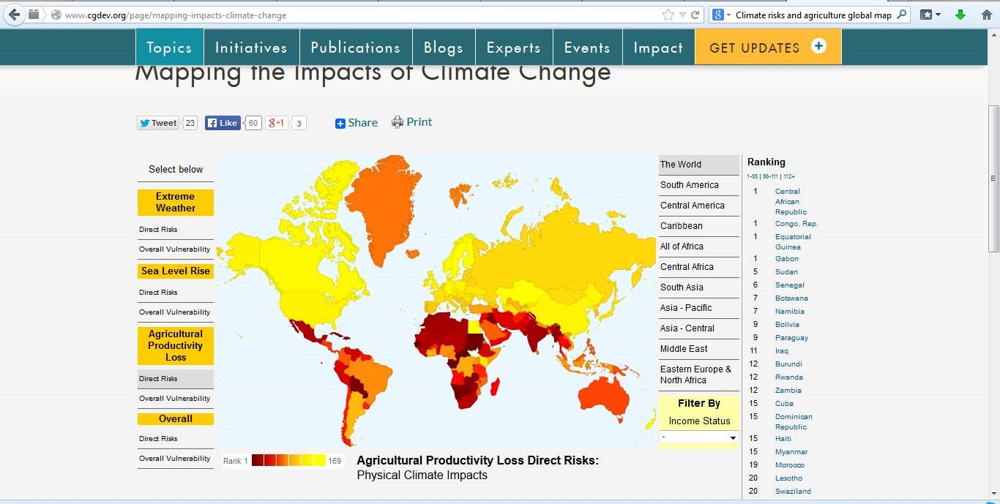 www.cgdev.org/page/mapping-impacts-climate-change
8 Climate risks and agriculture global map
Topics Initiatives Publications Blogs Experts Events Impact GET UPDATES +
Mapping the Impacts of Climate Change
Tweet 23 Like 60 g+1 3 Share Print
Select below
Extreme
Weather
Direct Risks
Overall Vulnerability
Sea Level Rise
Direct Risks
Overall Vulnerability
Agricultural
Productivity
Loss
Direct Risks
Overall Vulnerability
Overall
Direct Risks
Overall Vulnerability
Rank 1 169
Agricultural Productivity Loss Direct Risks:
Physical Climate Impacts
The World
South America
Central America
Caribbean
All of Africa
Central Africa
South Asia
Asia - Pacific
Asia - Central
Middle East
Eastern Europe &
North Africa
Filter By
Income Status
-
Ranking
1-55 | 56-111 | 112+
1 Central
African
Republic
1 Congo, Rep.
1 Equatorial
Guinea
1 Gabon
5 Sudan
6 Senegal
7 Botswana
7 Namibia
9 Bolivia
9 Paraguay
11 Iraq
12 Burundi
12 Rwanda
12 Zambia
15 Cuba
15 Dominican
Republic
15 Haiti
15 Myanmar
19 Morocco
20 Lesotho
20 Swaziland